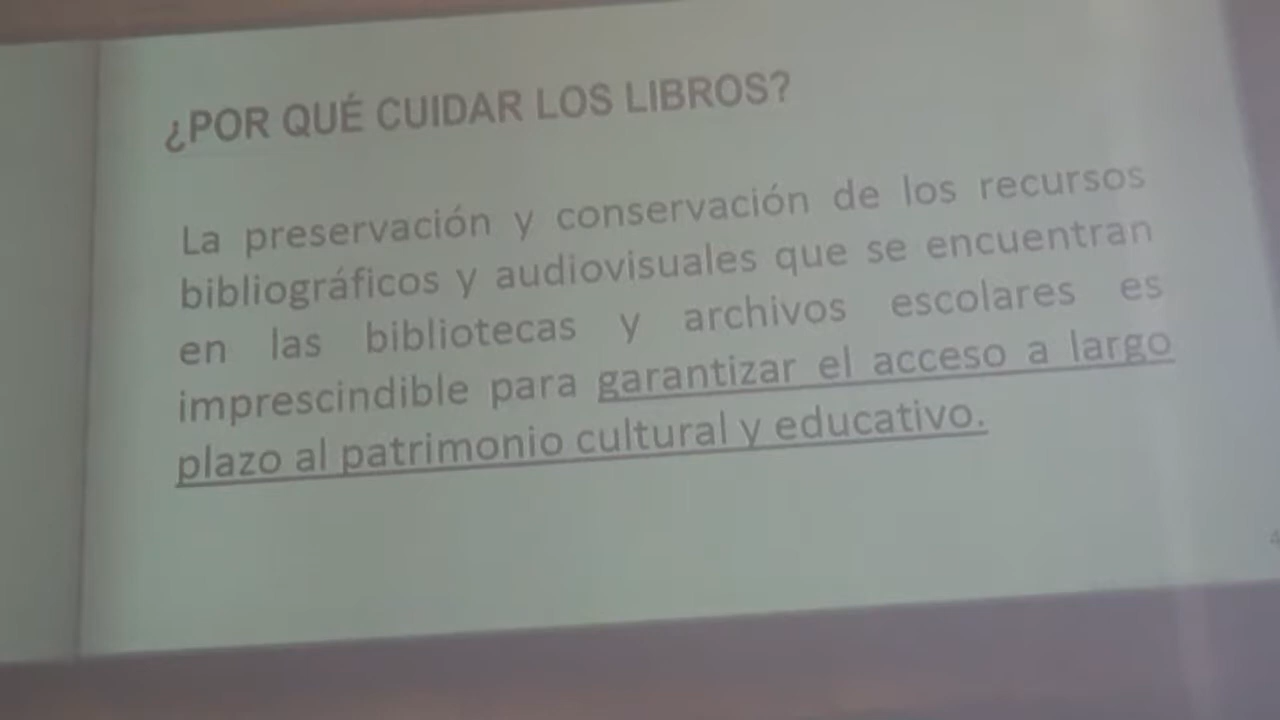 ¿POR QUÉ CUIDAR LOS LIBROS?
La preservación y conservación de los recursos
bibliográficos y audiovisuales que se encuentran
en las bibliotecas y archivos escolares es
imprescindible para garantizar el acceso a largo
plazo al patrimonio cultural y educativo.